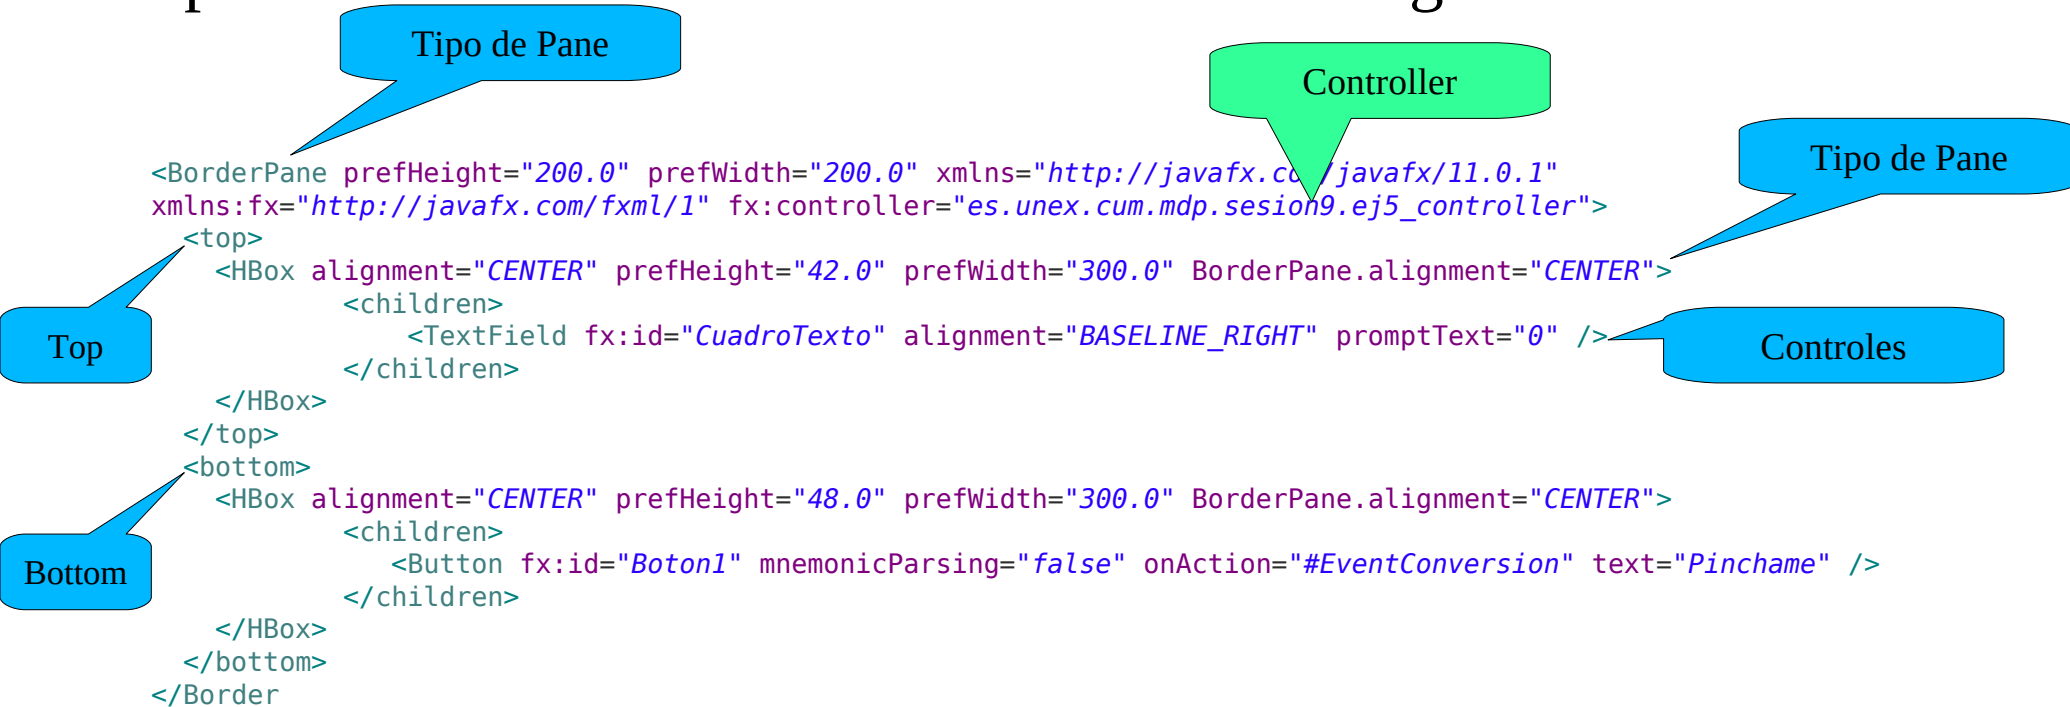 Tipo de Pane
Controller
Tipo de Pane
<BorderPane prefHeight="200.0" prefWidth="200.0" xmlns="http://javafx.co/javafx/11.0.1"
xmlns:fx="http://javafx.com/fxml/1" fx:controller="es.unex.cum.mdp.sesion9.ej5_controller">
<top>
<HBox alignment="CENTER" prefHeight="42.0" prefWidth="300.0" BorderPane.alignment="CENTER">
<children>
<TextField fx:id="CuadroTexto" alignment="BASELINE_RIGHT" promptText="0" />
Top
Controles
</children>
</HBox>
</top>
<bottom>
<HBox alignment="CENTER" prefHeight="48.0" prefWidth="300.0" BorderPane.alignment="CENTER">
<children>
<Button fx:id="Boton1" mnemonicParsing="false" onAction="#EventConversion" text="Pinchame" />
Bottom
</children>
</HBox>
</bottom>
</Border